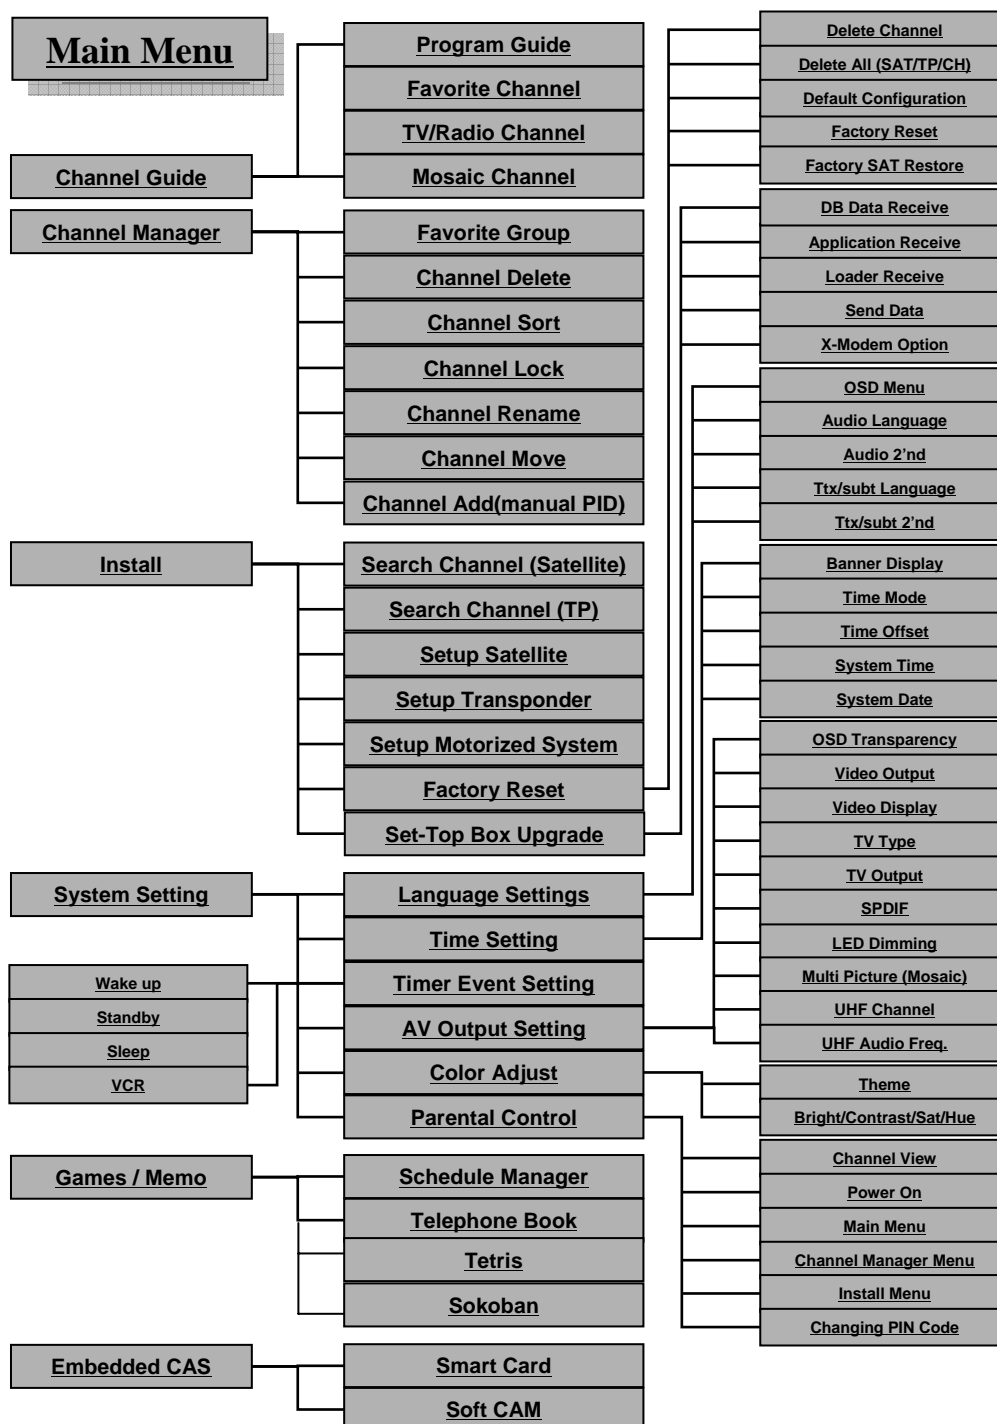 Main Menu
Channel Guide
Program Guide
Favorite Channel
TV/Radio Channel
Mosaic Channel
Channel Manager
Favorite Group
Channel Delete
Channel Sort
Channel Lock
Channel Rename
Channel Move
Channel Add(manual PID)
Install
Search Channel (Satellite)
Search Channel (TP)
Setup Satellite
Setup Transponder
Setup Motorized System
Factory Reset
Set-Top Box Upgrade
System Setting
Language Settings
Time Setting
Timer Event Setting
AV Output Setting
Color Adjust
Parental Control
Wake up
Standby
Sleep
VCR
Games / Memo
Schedule Manager
Telephone Book
Tetris
Sokoban
Embedded CAS
Smart Card
Soft CAM
Delete Channel
Delete All (SAT/TP/CH)
Default Configuration
Factory Reset
Factory SAT Restore
DB Data Receive
Application Receive
Loader Receive
Send Data
X-Modem Option
OSD Menu
Audio Language
Audio 2’nd
Ttx/subt Language
Ttx/subt 2’nd
Banner Display
Time Mode
Time Offset
System Time
System Date
OSD Transparency
Video Output
Video Display
TV Type
TV Output
SPDIF
LED Dimming
Multi Picture (Mosaic)
UHF Channel
UHF Audio Freq.
Theme
Bright/Contrast/Sat/Hue
Channel View
Power On
Main Menu
Channel Manager Menu
Install Menu
Changing PIN Code